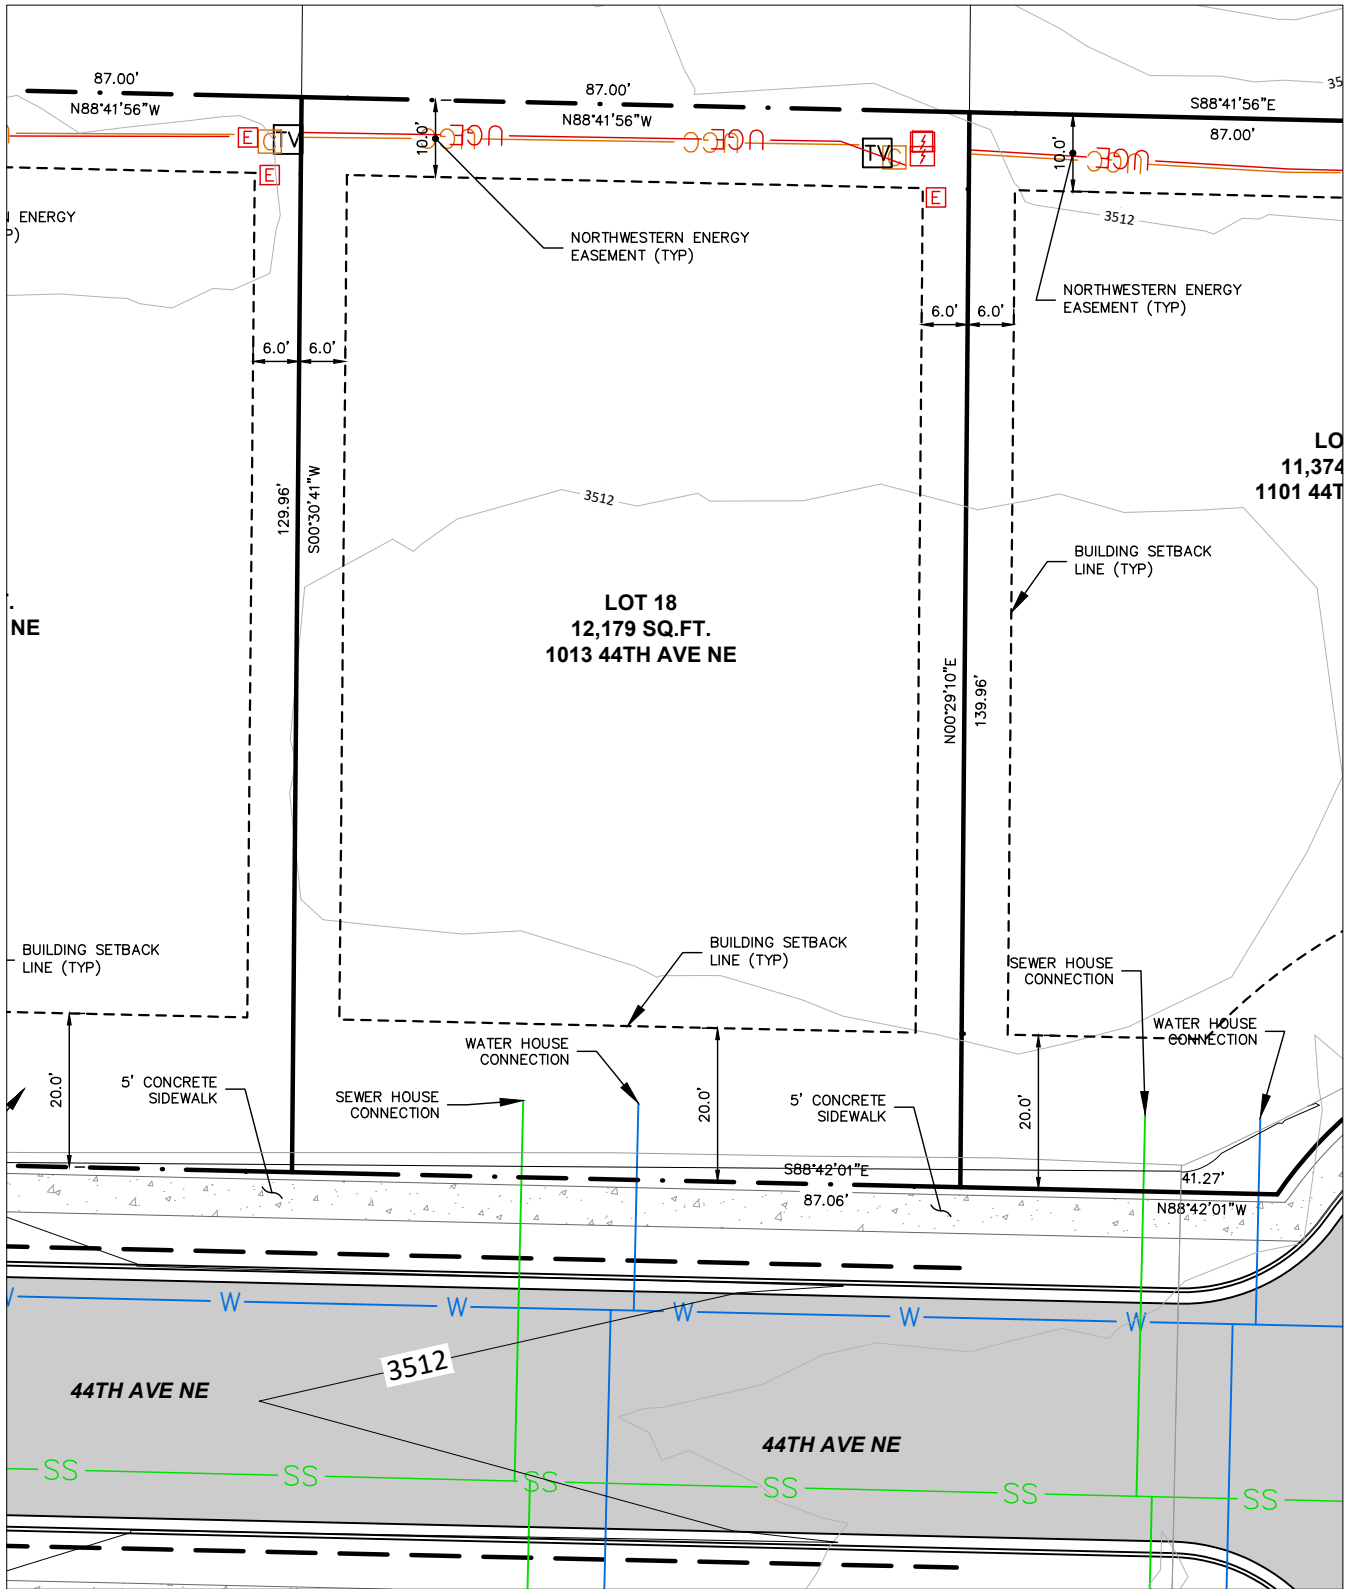 87.00'
N88°41'56"W
87.00'
N88°41'56"W
S88°41'56"E
87.00'
10.0'
10.0'
E
G
TV
UGE
UGC
UGC
UGE
TV
G
E
E
UGC
UGE
3512
ENERGY
NORTHWESTERN ENERGY
EASEMENT (TYP)
NORTHWESTERN ENERGY
EASEMENT (TYP)
6.0'
6.0'
6.0'
6.0'
129.96'
S00°30'41"W
3512
LO
11,374
1101 44T
BUILDING SETBACK
LINE (TYP)
NE
LOT 18
12,179 SQ.FT.
1013 44TH AVE NE
N00°29'10"E
139.96'
BUILDING SETBACK
LINE (TYP)
BUILDING SETBACK
LINE (TYP)
SEWER HOUSE
CONNECTION
WATER HOUSE
CONNECTION
WATER HOUSE
CONNECTION
20.0'
5' CONCRETE
SIDEWALK
SEWER HOUSE
CONNECTION
20.0'
5' CONCRETE
SIDEWALK
20.0'
S88°42'01"E
87.06'
41.27'
N88°42'01"W
W
W
W
W
W
3512
44TH AVE NE
44TH AVE NE
SS
SS
SS
SS
SS
SS